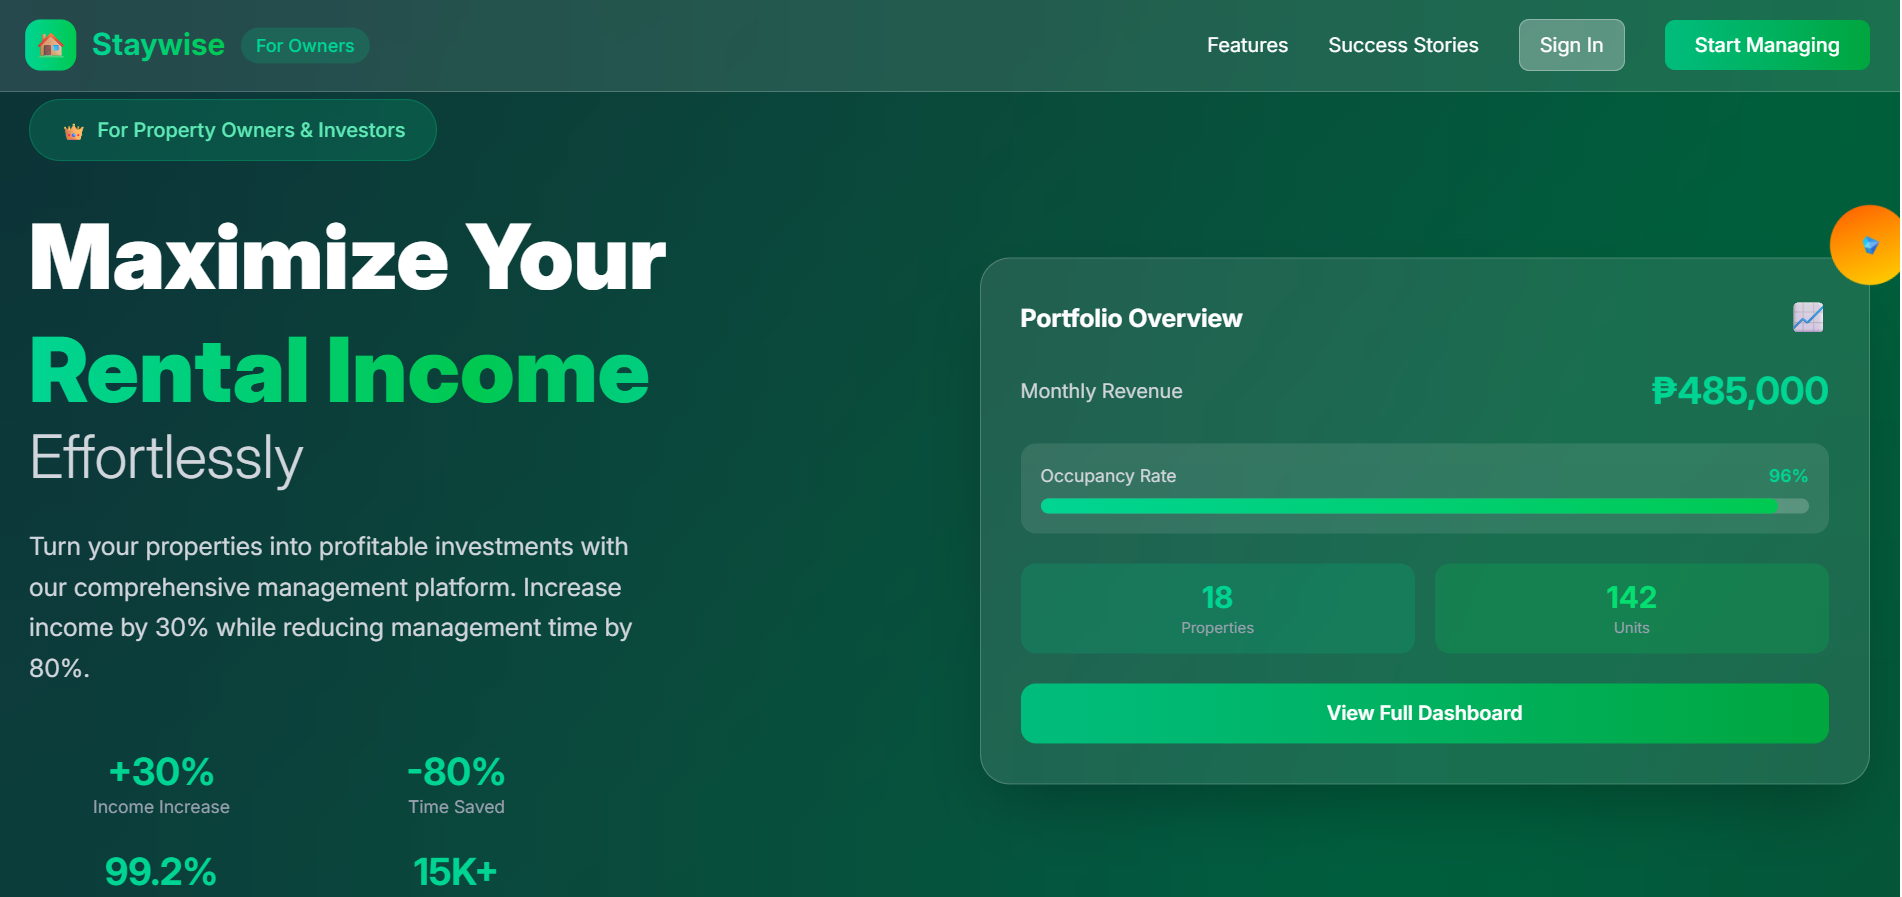 Staywise
For Owners
Features
Success Stories
Sign In
Start Managing
For Property Owners & Investors
Maximize Your
Rental Income
Effortlessly
Turn your properties into profitable investments with
our comprehensive management platform. Increase
income by 30% while reducing management time by
80%.
+30%
Income Increase
-80%
Time Saved
99.2%
15K+
Portfolio Overview
Monthly Revenue
₱485,000
Occupancy Rate
96%
18
Properties
142
Units
View Full Dashboard